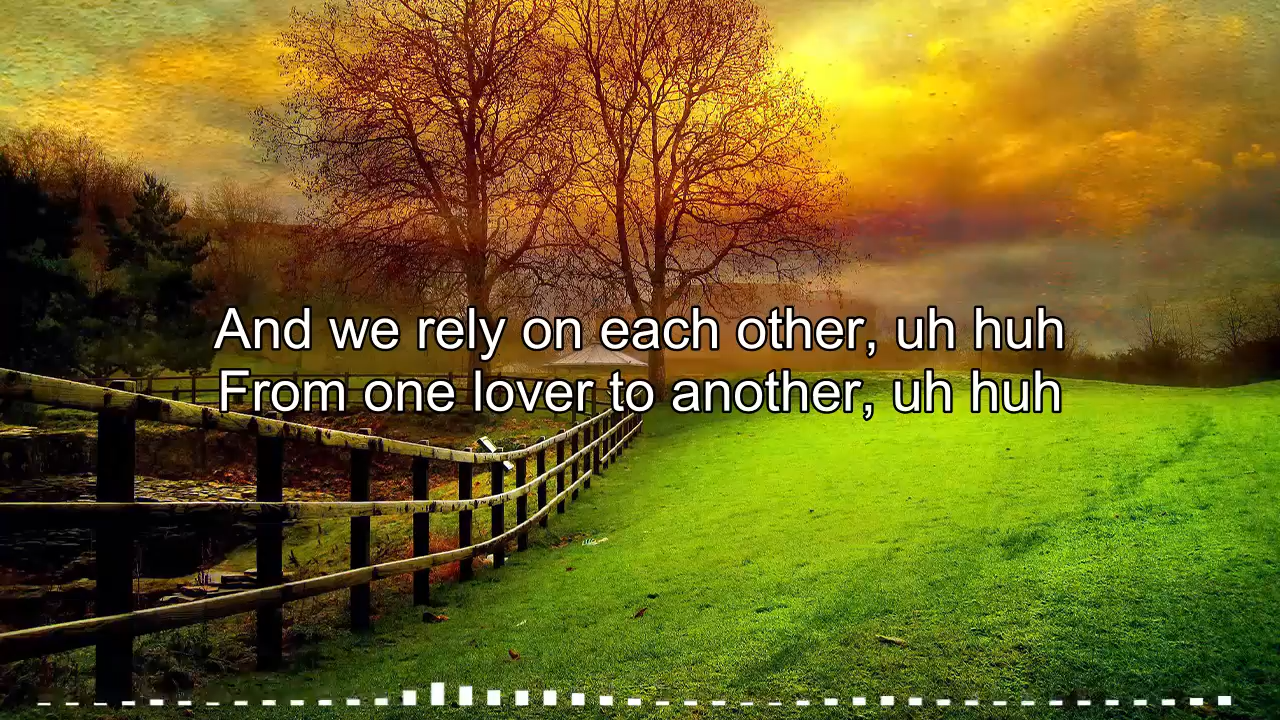 And we rely on each other, uh huh
From one lover to another, uh huh